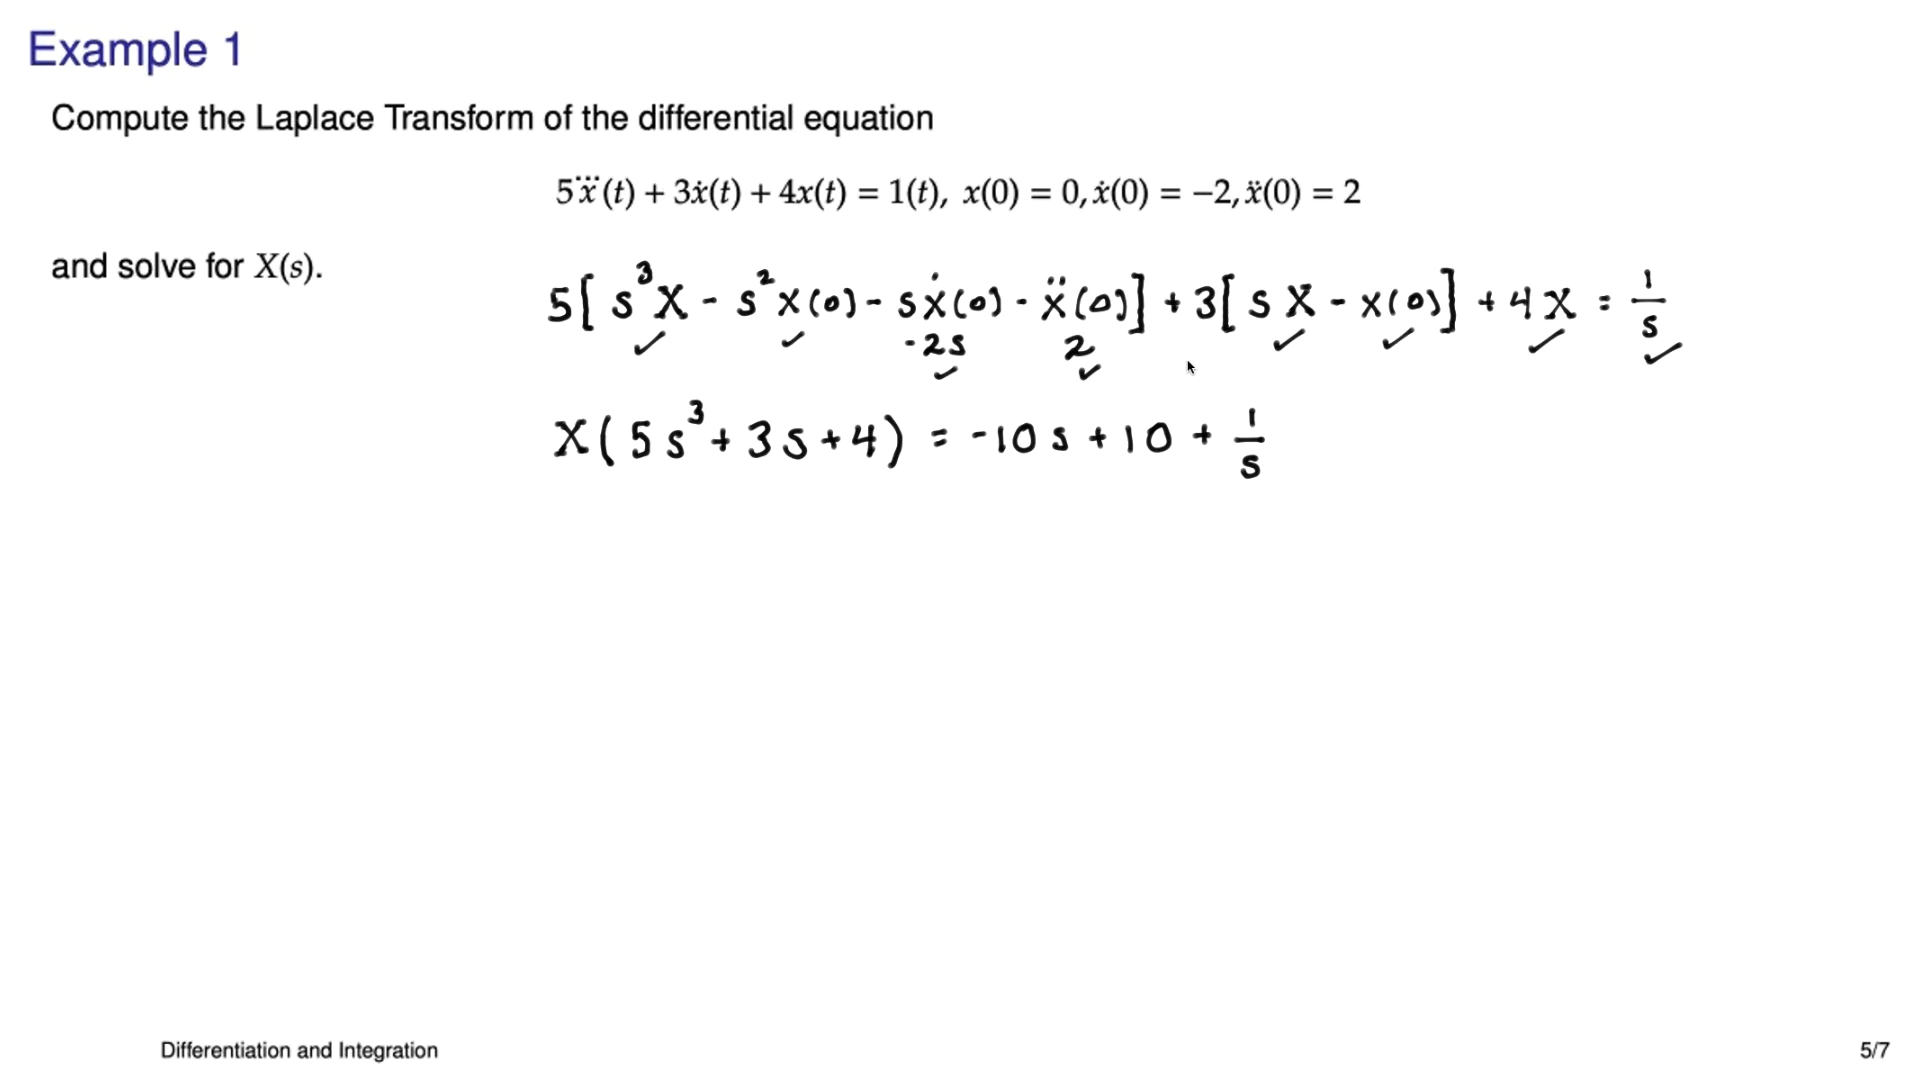 Example 1
Compute the Laplace Transform of the differential equation
5x⃛(t) + 3ẋ(t) + 4x(t) = 1(t), x(0) = 0, ẋ(0) = −2, ẍ(0) = 2
and solve for X(s).
5[s³X - s²x(0) - sẋ(0) - ẍ(0)] + 3[sX - x(0)] + 4X = 1/s
✓ ✓ -2s ✓ 2 ✓ ✓ ✓ ✓ ✓
X(5s³ + 3s + 4) = -10s + 10 + 1/s
Differentiation and Integration
5/7